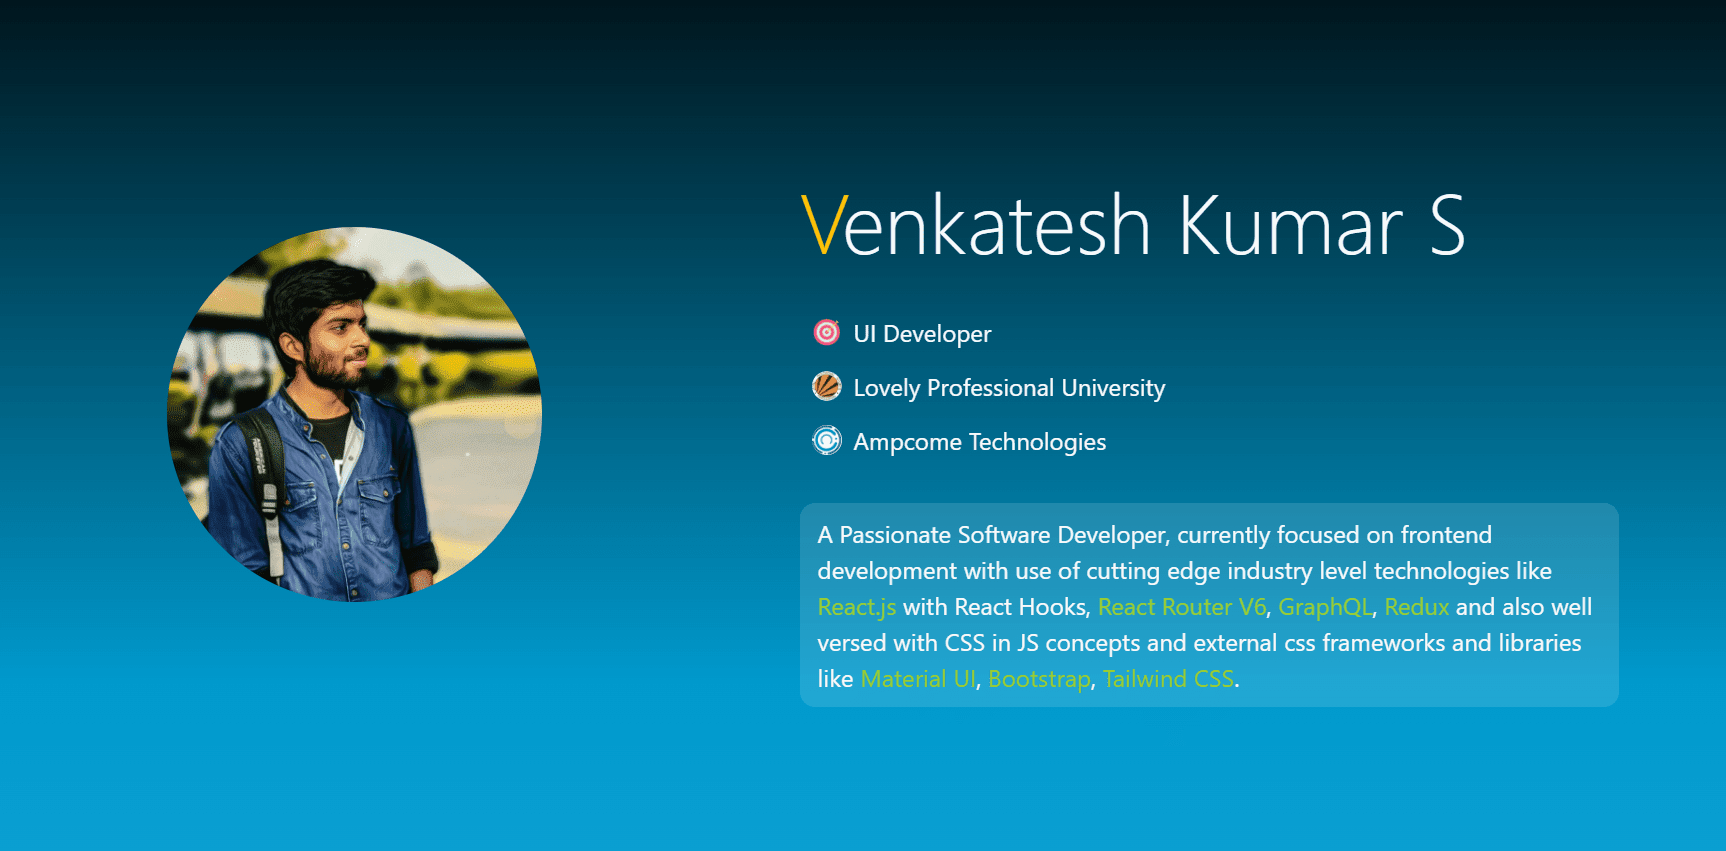 Venkatesh Kumar S
UI Developer
Lovely Professional University
Ampcome Technologies
A Passionate Software Developer, currently focused on frontend
development with use of cutting edge industry level technologies like
React.js with React Hooks, React Router V6, GraphQL, Redux and also well
versed with CSS in JS concepts and external css frameworks and libraries
like Material UI, Bootstrap, Tailwind CSS.